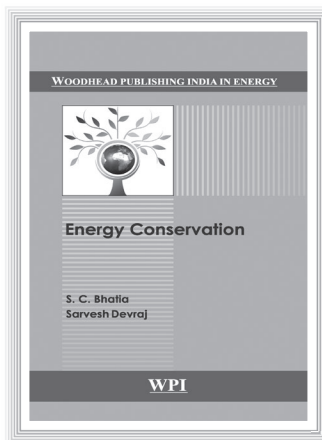 WOODHEAD PUBLISHING INDIA IN ENERGY
Energy Conservation
S. C. Bhatia
Sarvesh Devraj
WPI